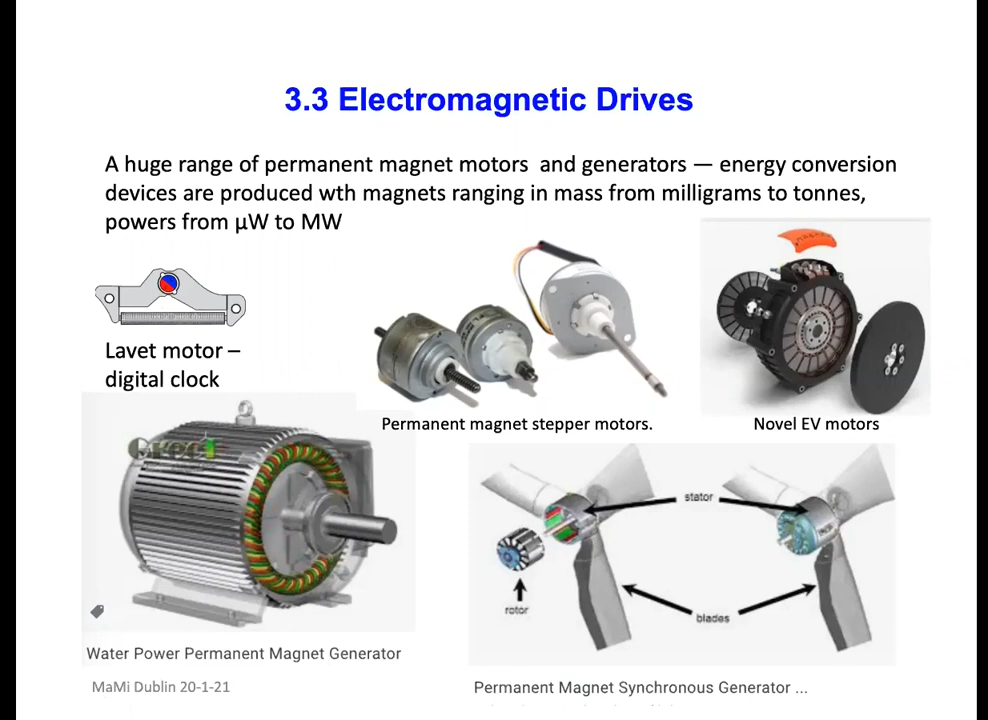 3.3 Electromagnetic Drives
A huge range of permanent magnet motors and generators — energy conversion
devices are produced wth magnets ranging in mass from milligrams to tonnes,
powers from μW to MW
Lavet motor –
digital clock
Permanent magnet stepper motors.
Novel EV motors
stator
rotor
blades
Water Power Permanent Magnet Generator
MaMi Dublin 20-1-21
Permanent Magnet Synchronous Generator ...